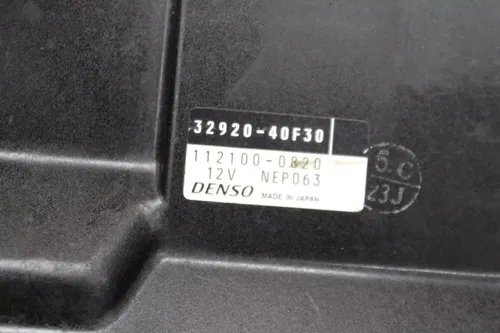 32920-40F30
112100-0820
12V NEP063
DENSO MADE IN JAPAN
5.C
23J